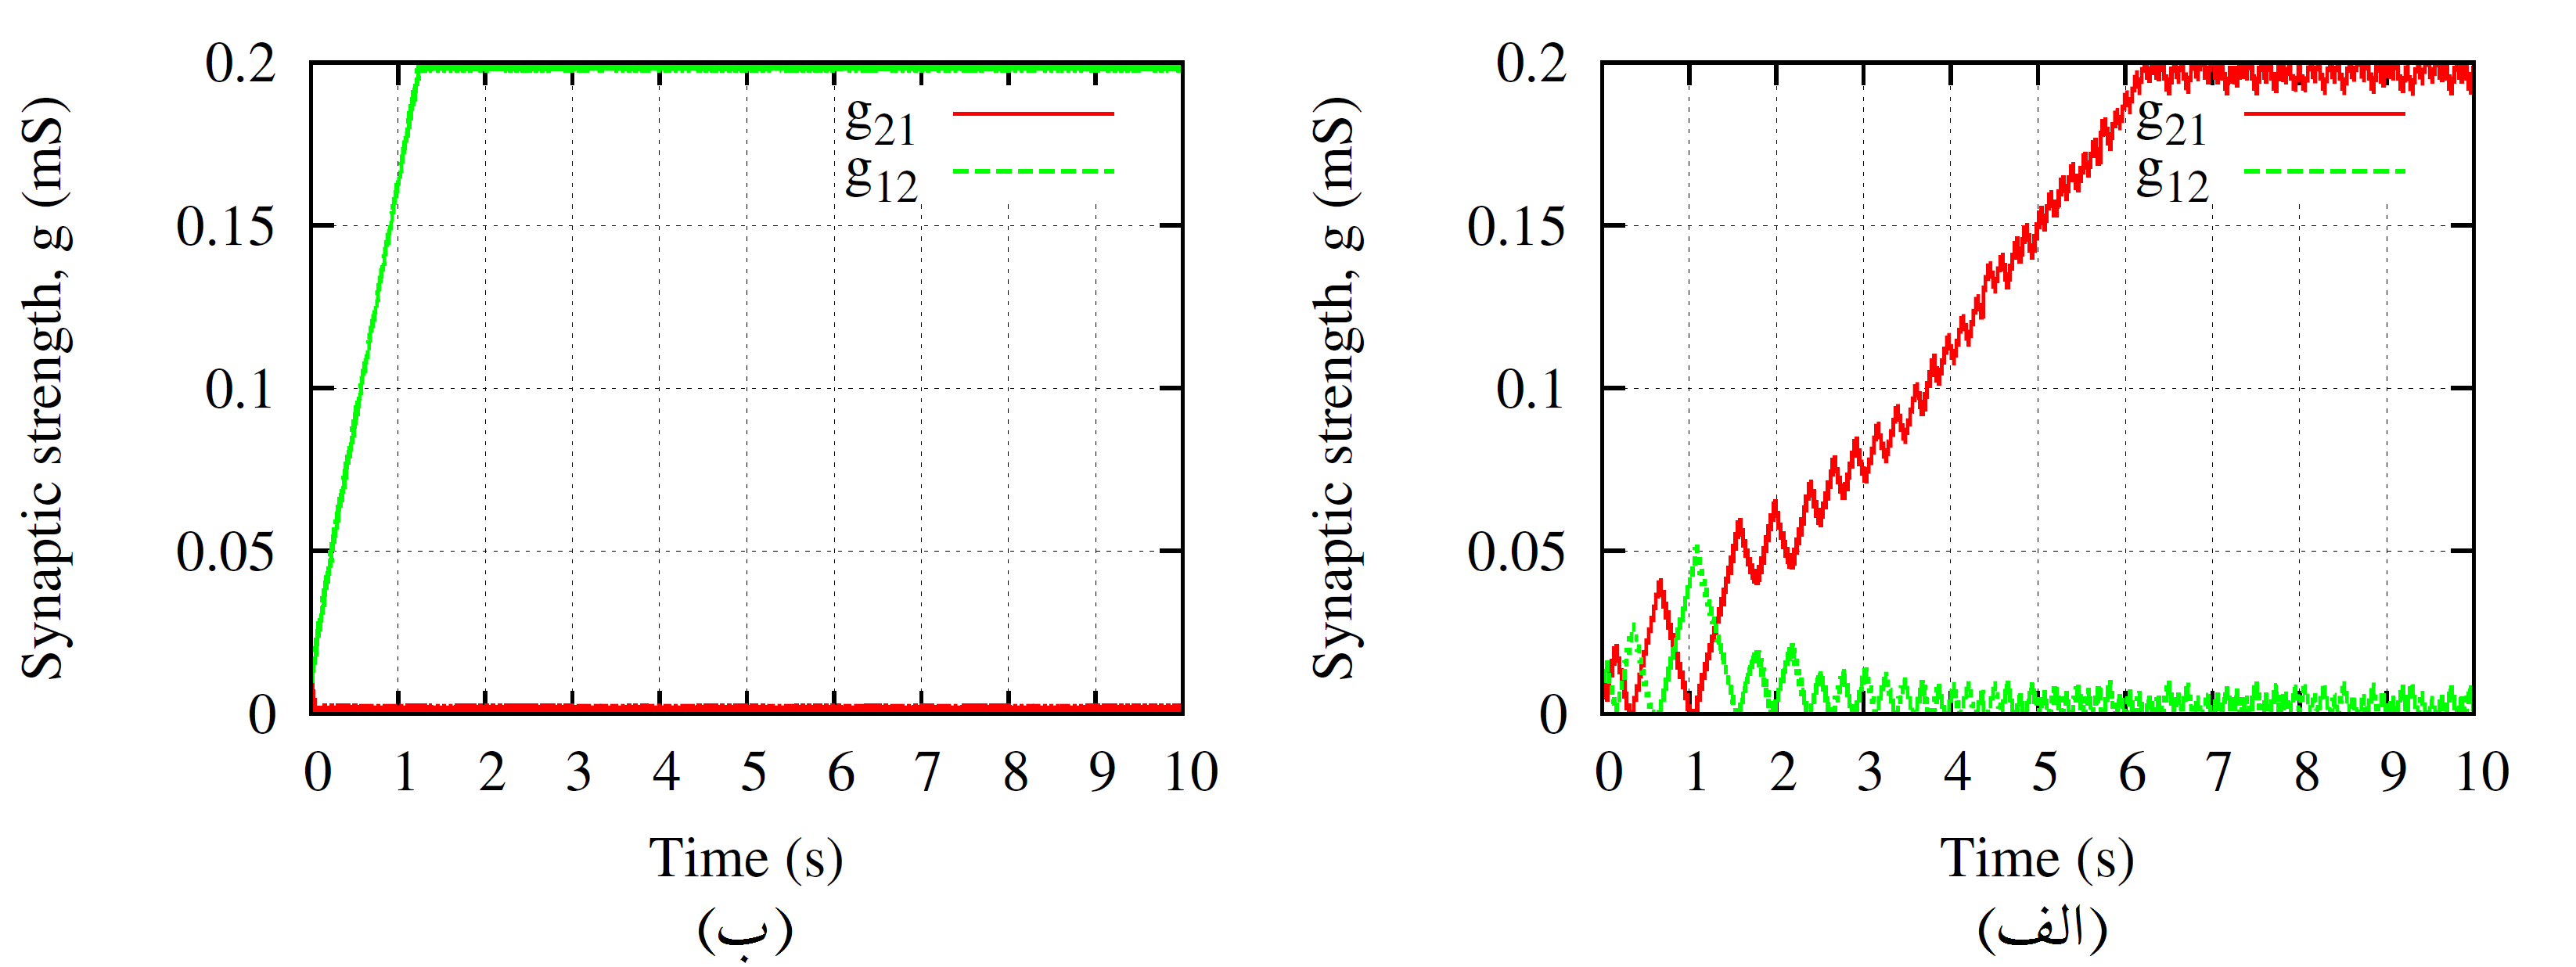 Synaptic strength, g (mS)
0.2
0.15
0.1
0.05
0
g21
g12
0 1 2 3 4 5 6 7 8 9 10
Time (s)
(ب)
Synaptic strength, g (mS)
0.2
0.15
0.1
0.05
0
g21
g12
0 1 2 3 4 5 6 7 8 9 10
Time (s)
(الف)